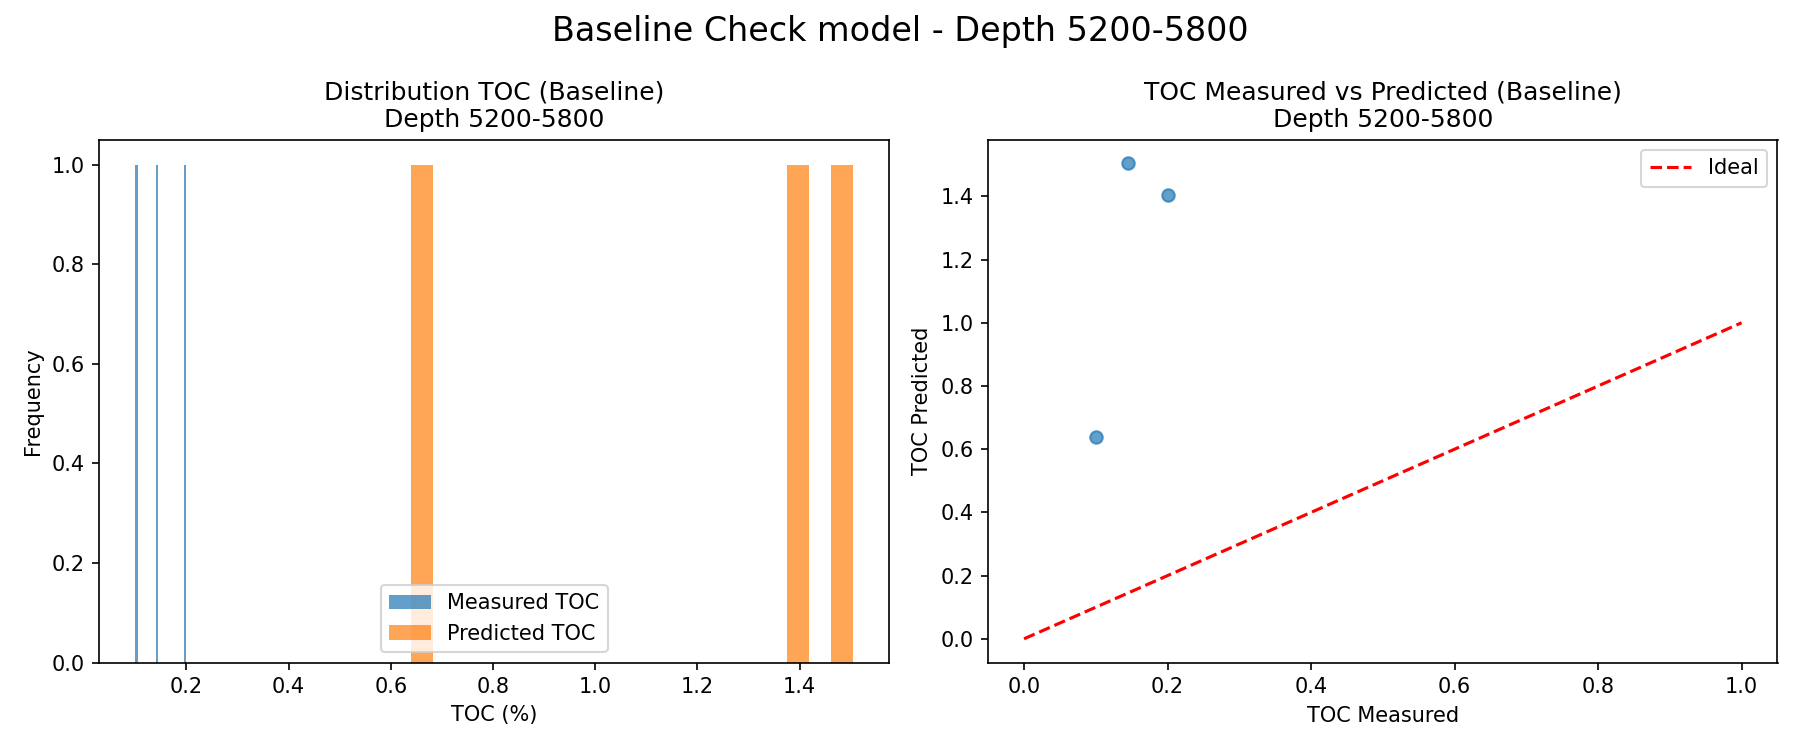 Baseline Check model - Depth 5200-5800
Distribution TOC (Baseline)
Depth 5200-5800
1.0
0.8
0.6
0.4
0.2
0.0
Frequency
0.2 0.4 0.6 0.8 1.0 1.2 1.4
TOC (%)
Measured TOC
Predicted TOC
TOC Measured vs Predicted (Baseline)
Depth 5200-5800
1.4
1.2
1.0
0.8
0.6
0.4
0.2
0.0
TOC Predicted
0.0 0.2 0.4 0.6 0.8 1.0
TOC Measured
Ideal